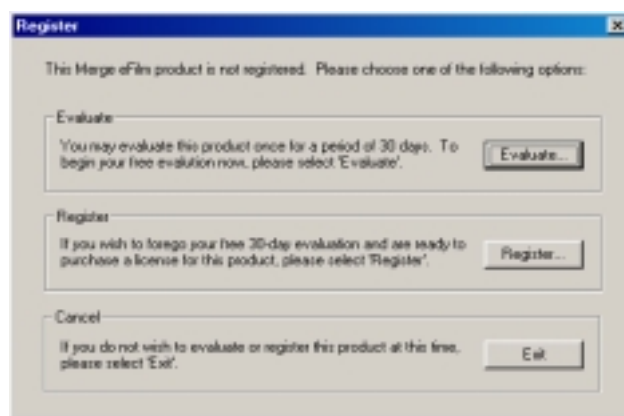 Register
This Merge eFilm product is not registered. Please choose one of the following options:
Evaluate
You may evaluate this product once for a period of 30 days. To
begin your free evalution now, please select 'Evaluate'.
Evaluate...
Register
If you wish to forego your free 30-day evaluation and are ready to
purchase a license for this product, please select 'Register'.
Register...
Cancel
If you do not wish to evaluate or register this product at this time,
please select 'Exit'.
Exit